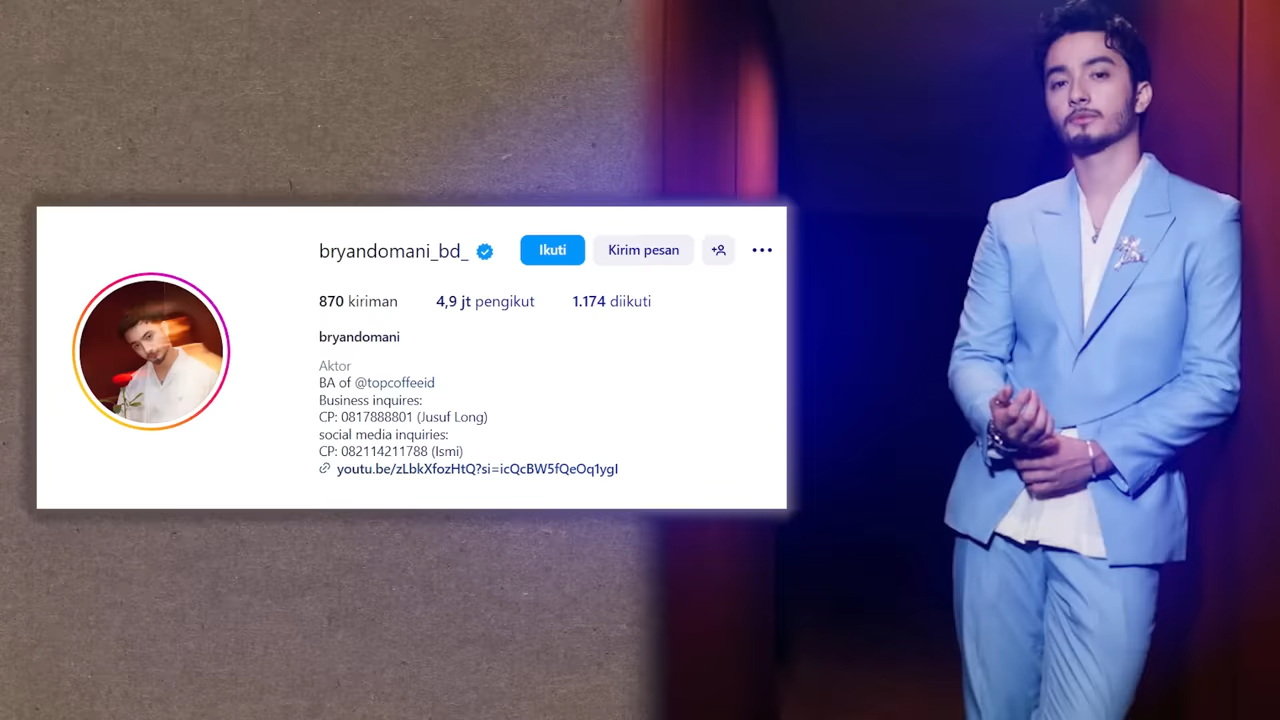 bryandomani_bd_ Ikuti Kirim pesan
870 kiriman 4,9 jt pengikut 1.174 diikuti
bryandomani
Aktor
BA of @topcoffeeid
Business inquires:
CP: 0817888801 (Jusuf Long)
social media inquiries:
CP: 082114211788 (Ismi)
youtu.be/zLbkXfozHtQ?si=icQcBW5fQeOq1ygI